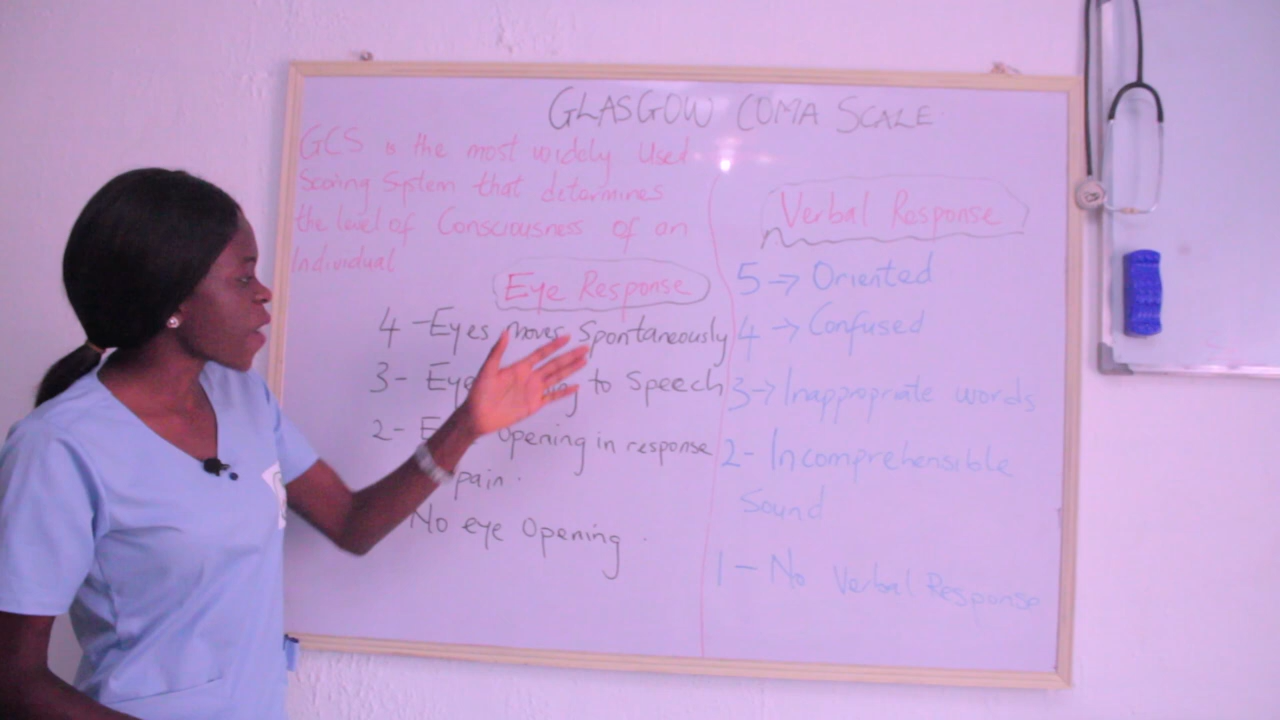 GLASGOW COMA SCALE
GCS is the most widely Used
Scoring System that determines
the level of Consciousness of an
Individual
Eye Response
4 - Eyes moves Spontaneously
3 - Eye to Speech
2 - Opening in response
pain.
No eye Opening.
Verbal Response
5 → Oriented
4 → Confused
3 → Inappropriate words
2 - Incomprehensible
Sound
1 - No Verbal Response